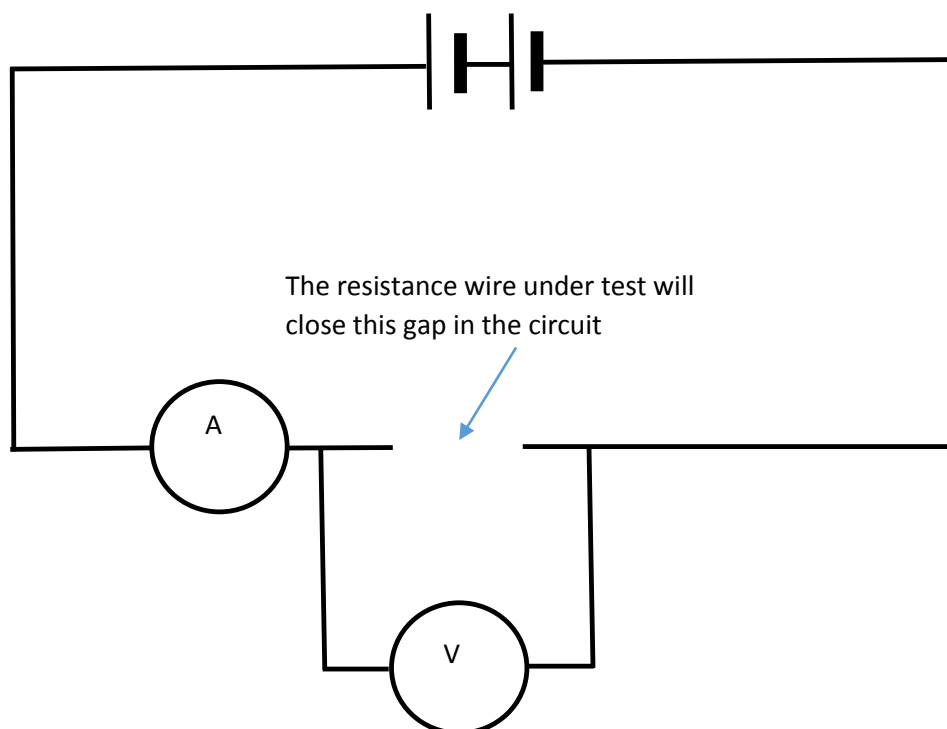 The resistance wire under test will
close this gap in the circuit
A
V